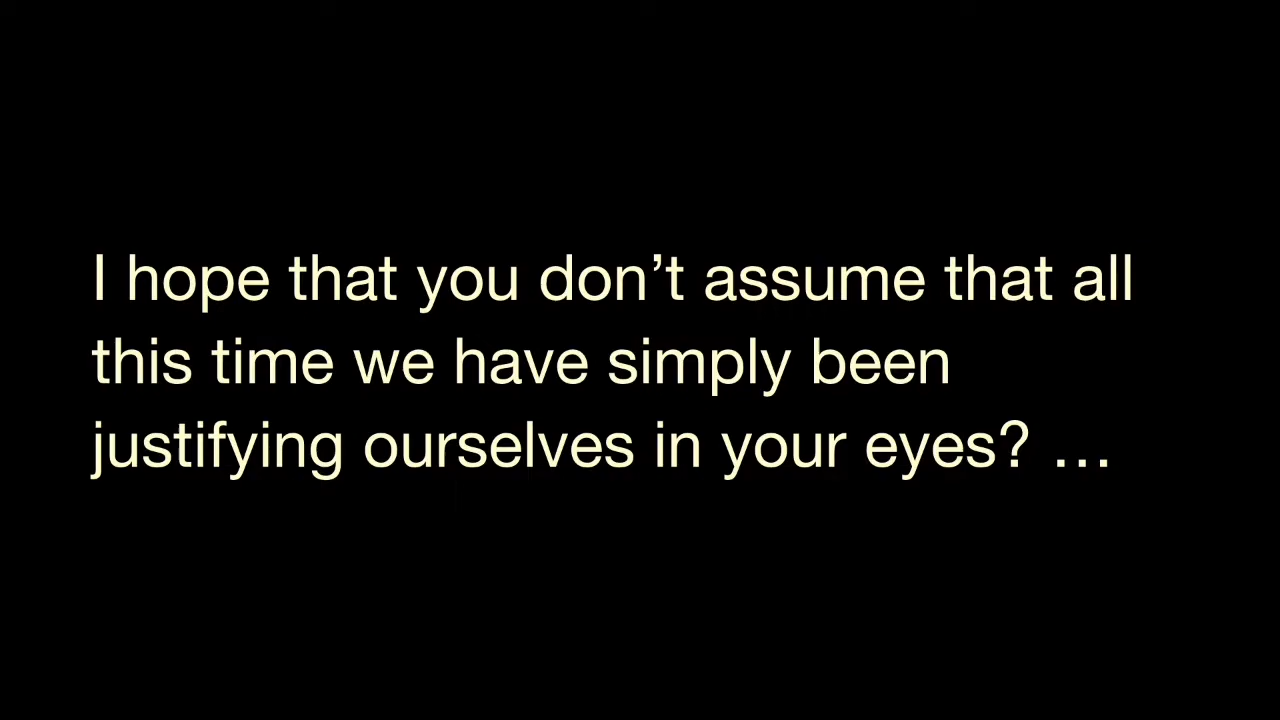 I hope that you don’t assume that all
this time we have simply been
justifying ourselves in your eyes? …